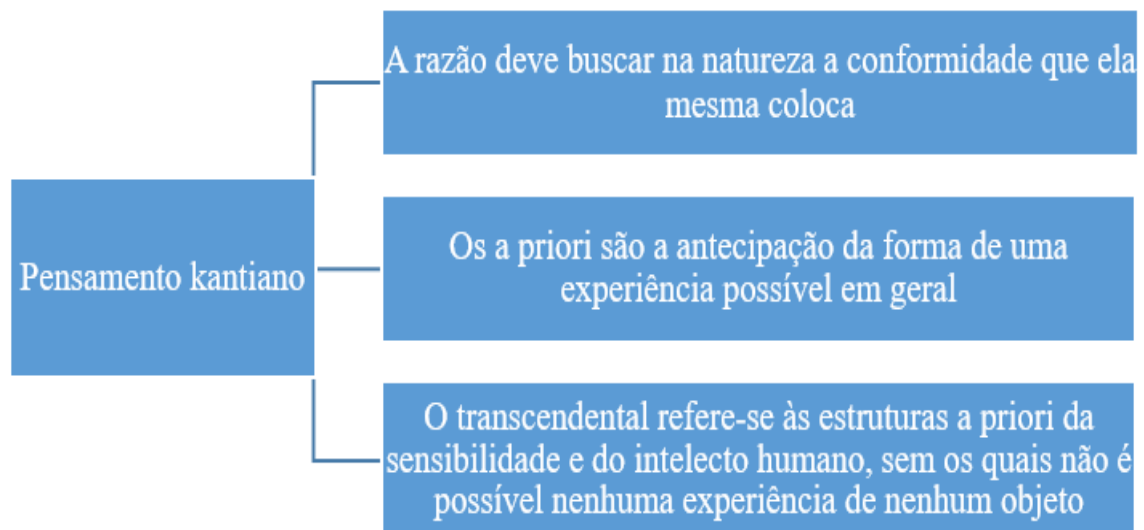 A razão deve buscar na natureza a conformidade que ela
mesma coloca
Pensamento kantiano
Os a priori são a antecipação da forma de uma
experiência possível em geral
O transcendental refere-se às estruturas a priori da
sensibilidade e do intelecto humano, sem os quais não é
possível nenhuma experiência de nenhum objeto